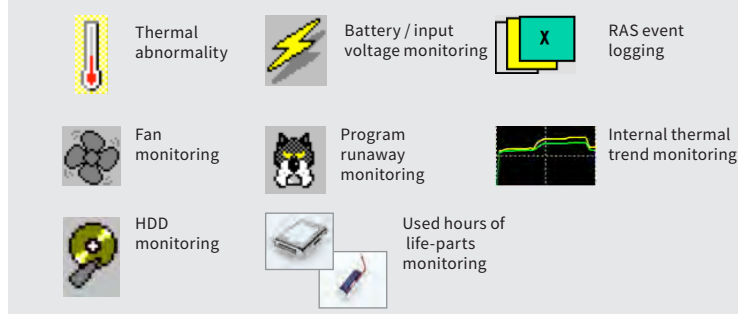 Thermal
abnormality
Battery / input
voltage monitoring
X
RAS event
logging
Fan
monitoring
Program
runaway
monitoring
Internal thermal
trend monitoring
HDD
monitoring
Used hours of
life-parts
monitoring